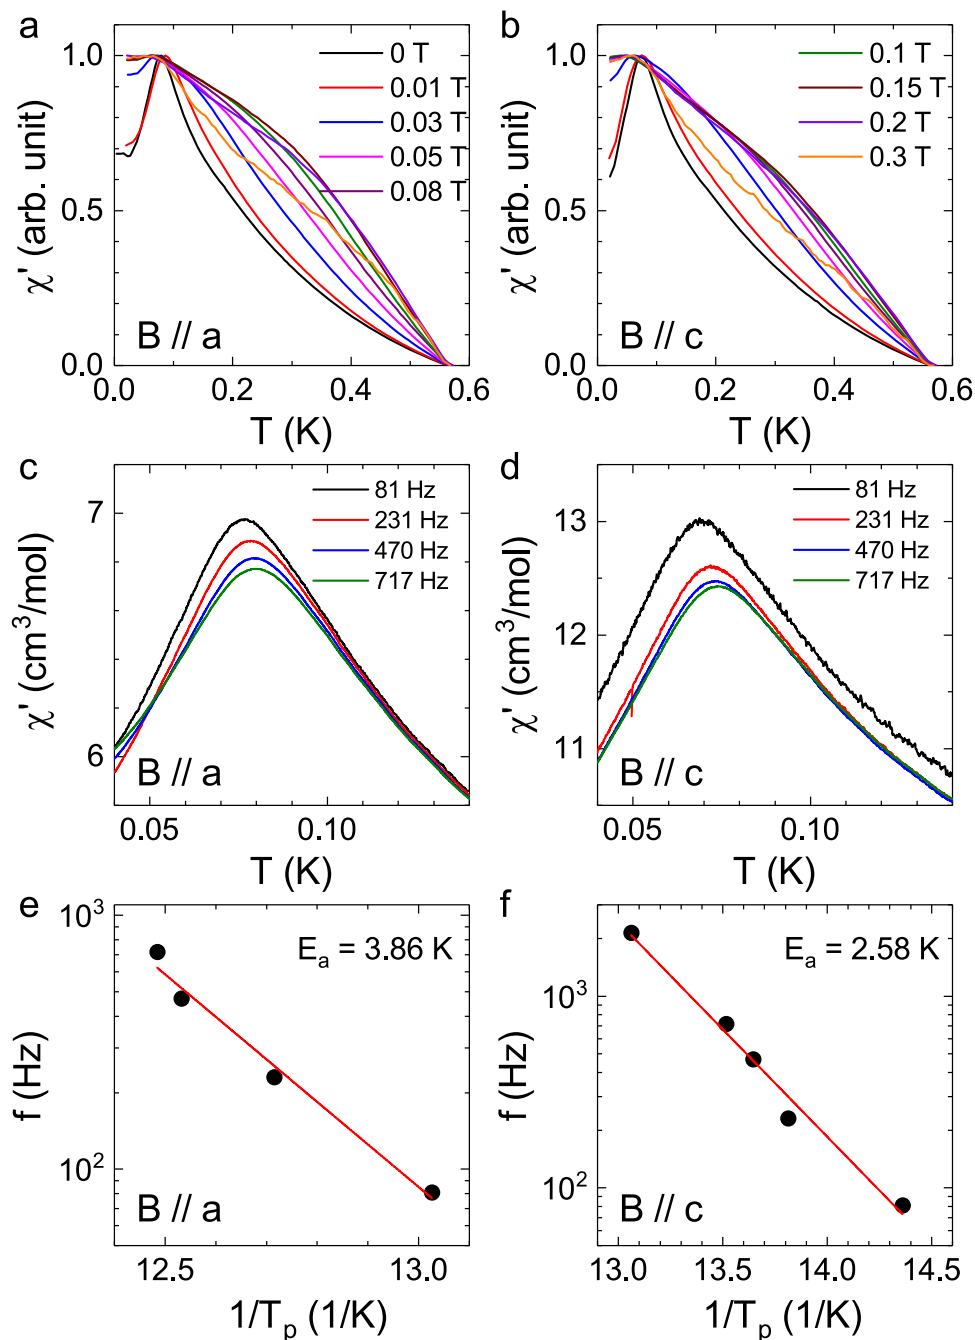 a
χ' (arb. unit)
1.0
0.5
0.0
0 T
0.01 T
0.03 T
0.05 T
0.08 T
B // a
0.0 0.2 0.4 0.6
T (K)
b
χ' (arb. unit)
1.0
0.5
0.0
0.1 T
0.15 T
0.2 T
0.3 T
B // c
0.0 0.2 0.4 0.6
T (K)
c
χ' (cm³/mol)
7
6
81 Hz
231 Hz
470 Hz
717 Hz
B // a
0.05 0.10
T (K)
d
χ' (cm³/mol)
13
12
11
81 Hz
231 Hz
470 Hz
717 Hz
B // c
0.05 0.10
T (K)
e
f (Hz)
10³
10²
Eₐ = 3.86 K
B // a
12.5 13.0
1/Tₚ (1/K)
f
f (Hz)
10³
10²
Eₐ = 2.58 K
B // c
13.0 13.5 14.0 14.5
1/Tₚ (1/K)